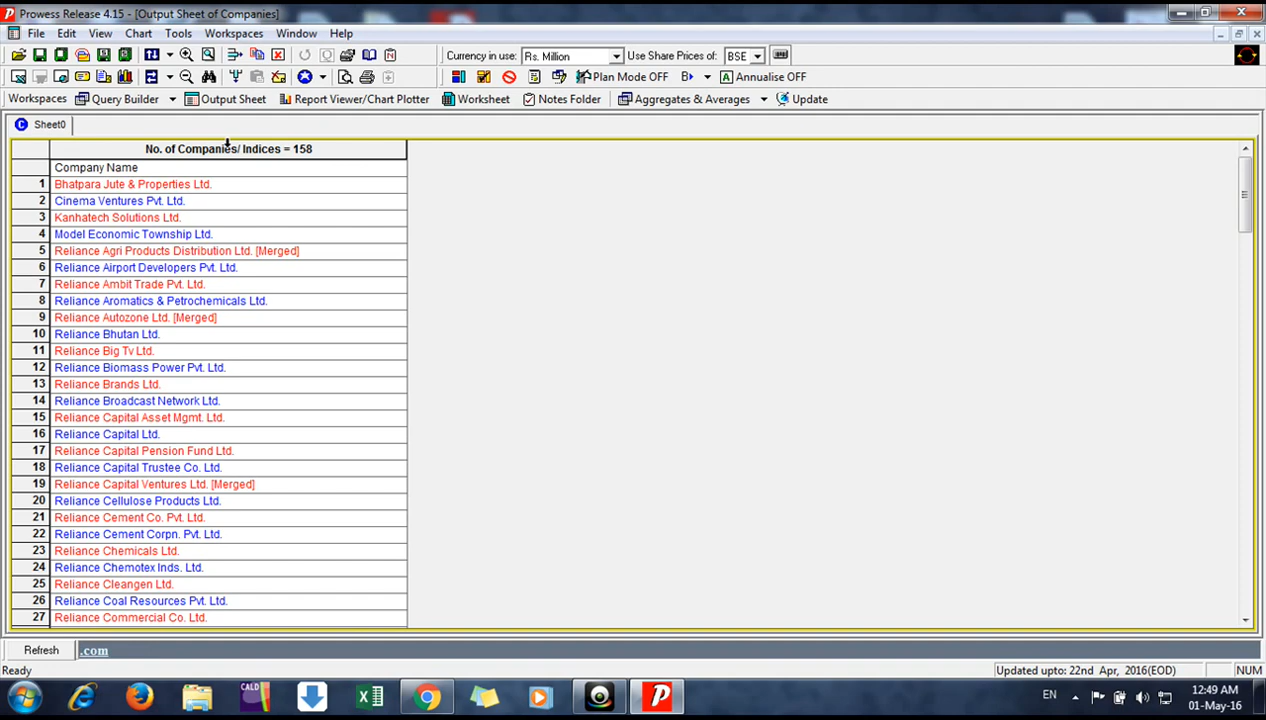 Prowess Release 4.15 - [Output Sheet of Companies]
File Edit View Chart Tools Workspaces Window Help
Currency in use: Rs. Million Use Share Prices of: BSE
Plan Mode OFF Annualise OFF
Workspaces Query Builder Output Sheet Report Viewer/Chart Plotter Worksheet Notes Folder Aggregates & Averages Update
C Sheet0
No. of Companies/ Indices = 158
Company Name
1 Bhatpara Jute & Properties Ltd.
2 Cinema Ventures Pvt. Ltd.
3 Kanhatech Solutions Ltd.
4 Model Economic Township Ltd.
5 Reliance Agri Products Distribution Ltd. [Merged]
6 Reliance Airport Developers Pvt. Ltd.
7 Reliance Ambit Trade Pvt. Ltd.
8 Reliance Aromatics & Petrochemicals Ltd.
9 Reliance Autozone Ltd. [Merged]
10 Reliance Bhutan Ltd.
11 Reliance Big Tv Ltd.
12 Reliance Biomass Power Pvt. Ltd.
13 Reliance Brands Ltd.
14 Reliance Broadcast Network Ltd.
15 Reliance Capital Asset Mgmt. Ltd.
16 Reliance Capital Ltd.
17 Reliance Capital Pension Fund Ltd.
18 Reliance Capital Trustee Co. Ltd.
19 Reliance Capital Ventures Ltd. [Merged]
20 Reliance Cellulose Products Ltd.
21 Reliance Cement Co. Pvt. Ltd.
22 Reliance Cement Corpn. Pvt. Ltd.
23 Reliance Chemicals Ltd.
24 Reliance Chemotex Inds. Ltd.
25 Reliance Cleangen Ltd.
26 Reliance Coal Resources Pvt. Ltd.
27 Reliance Commercial Co. Ltd.
Refresh .com
Ready Updated upto: 22nd Apr, 2016(EOD) NUM
CALD EN 12:49 AM
01-May-16